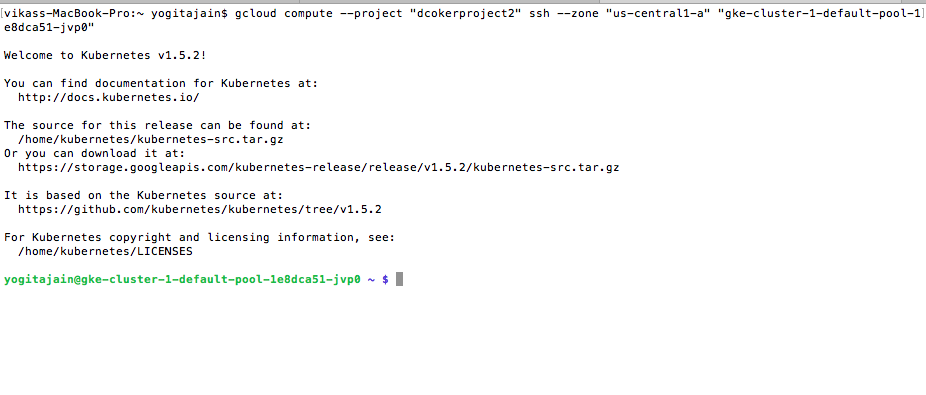 [vikass-MacBook-Pro:~ yogitajain$ gcloud compute --project "dcokerproject2" ssh --zone "us-central1-a" "gke-cluster-1-default-pool-1]
e8dca51-jvp0"
Welcome to Kubernetes v1.5.2!
You can find documentation for Kubernetes at:
  http://docs.kubernetes.io/
The source for this release can be found at:
  /home/kubernetes/kubernetes-src.tar.gz
Or you can download it at:
  https://storage.googleapis.com/kubernetes-release/release/v1.5.2/kubernetes-src.tar.gz
It is based on the Kubernetes source at:
  https://github.com/kubernetes/kubernetes/tree/v1.5.2
For Kubernetes copyright and licensing information, see:
  /home/kubernetes/LICENSES
yogitajain@gke-cluster-1-default-pool-1e8dca51-jvp0 ~ $